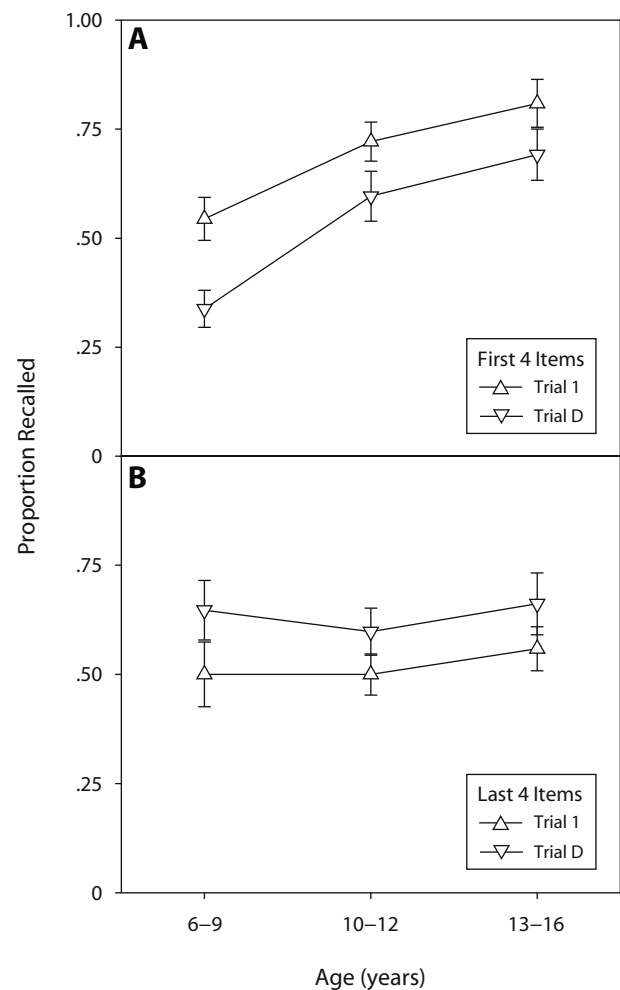 1.00
A
.75
.50
.25
First 4 Items
Trial 1
Trial D
0
Proportion Recalled
B
.75
.50
.25
Last 4 Items
Trial 1
Trial D
0
6–9
10–12
13–16
Age (years)